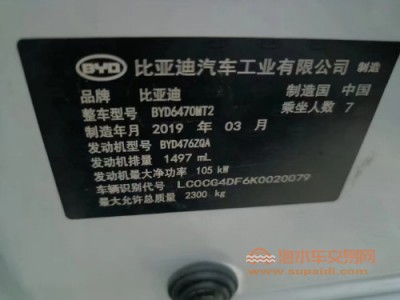 BYD 比亚迪汽车工业有限公司 制造
品牌 比亚迪 制造国 中国
整车型号 BYD6470MT2 乘坐人数 7
制造年月 2019 年 03 月
发动机型号 BYD476ZQA
发动机排量 1497 mL
发动机最大净功率 105 kW
车辆识别代号 LC0CG4DF6K0020079
最大允许总质量 2300 kg
www.supaidi.com